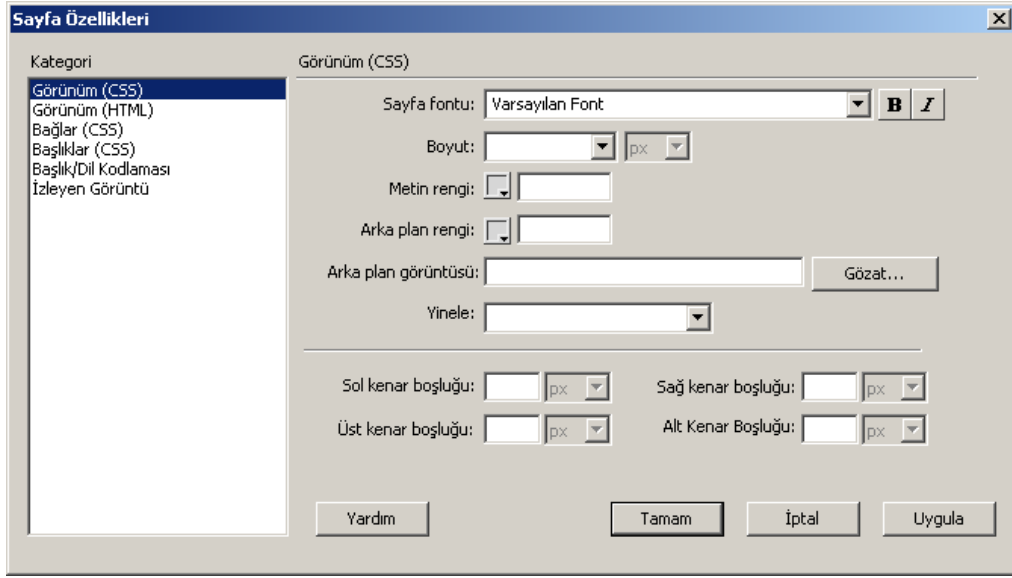 Sayfa Özellikleri
Kategori
Görünüm (CSS)
Görünüm (HTML)
Bağlar (CSS)
Başlıklar (CSS)
Başlık/Dil Kodlaması
İzleyen Görüntü
Görünüm (CSS)
Sayfa fontu: Varsayılan Font B I
Boyut: px
Metin rengi:
Arka plan rengi:
Arka plan görüntüsü: Gözat...
Yinele:
Sol kenar boşluğu: px Sağ kenar boşluğu: px
Üst kenar boşluğu: px Alt Kenar Boşluğu: px
Yardım Tamam İptal Uygula